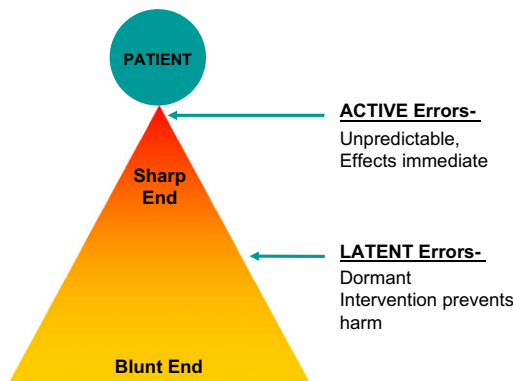 PATIENT
ACTIVE Errors-
Unpredictable,
Effects immediate
Sharp
End
LATENT Errors-
Dormant
Intervention prevents
harm
Blunt End